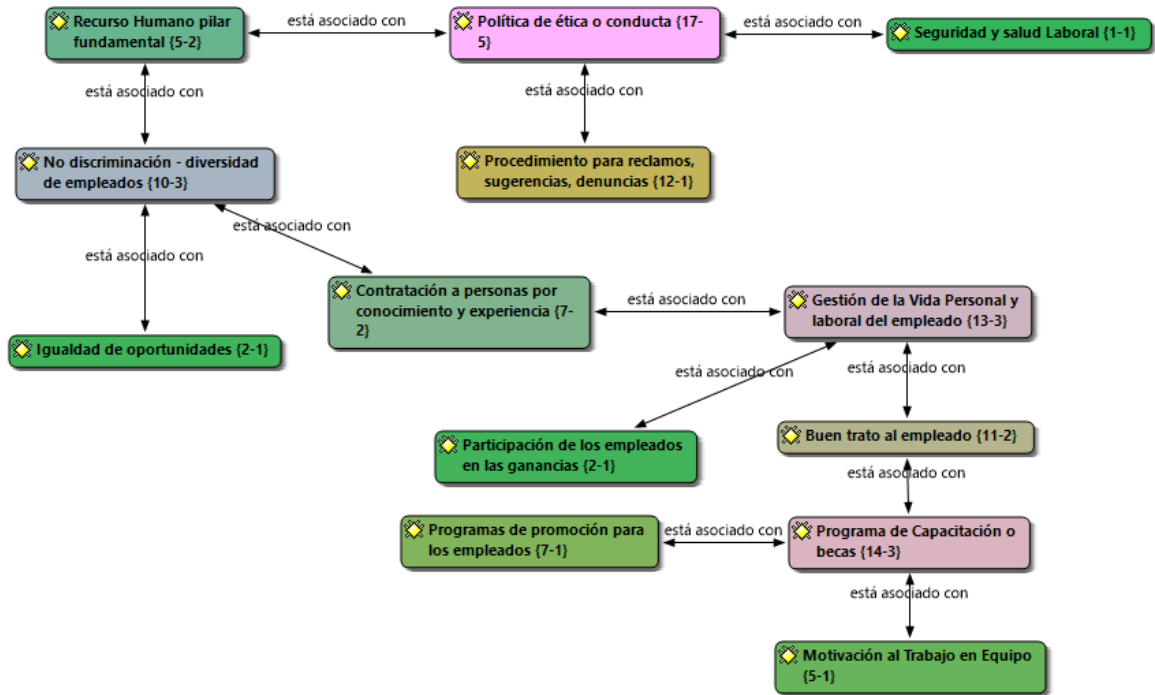 Recurso Humano pilar
fundamental {5-2}
está asociado con
Política de ética o conducta {17-
5}
está asociado con
Seguridad y salud Laboral {1-1}
está asociado con
está asociado con
No discriminación - diversidad
de empleados {10-3}
Procedimiento para reclamos,
sugerencias, denuncias {12-1}
está asociado con
está asociado con
Contratación a personas por
conocimiento y experiencia {7-
2}
está asociado con
Gestión de la Vida Personal y
laboral del empleado {13-3}
Igualdad de oportunidades {2-1}
está asociado con
está asociado con
Participación de los empleados
en las ganancias {2-1}
Buen trato al empleado {11-2}
está asociado con
Programas de promoción para
los empleados {7-1}
está asociado con
Programa de Capacitación o
becas {14-3}
está asociado con
Motivación al Trabajo en Equipo
{5-1}